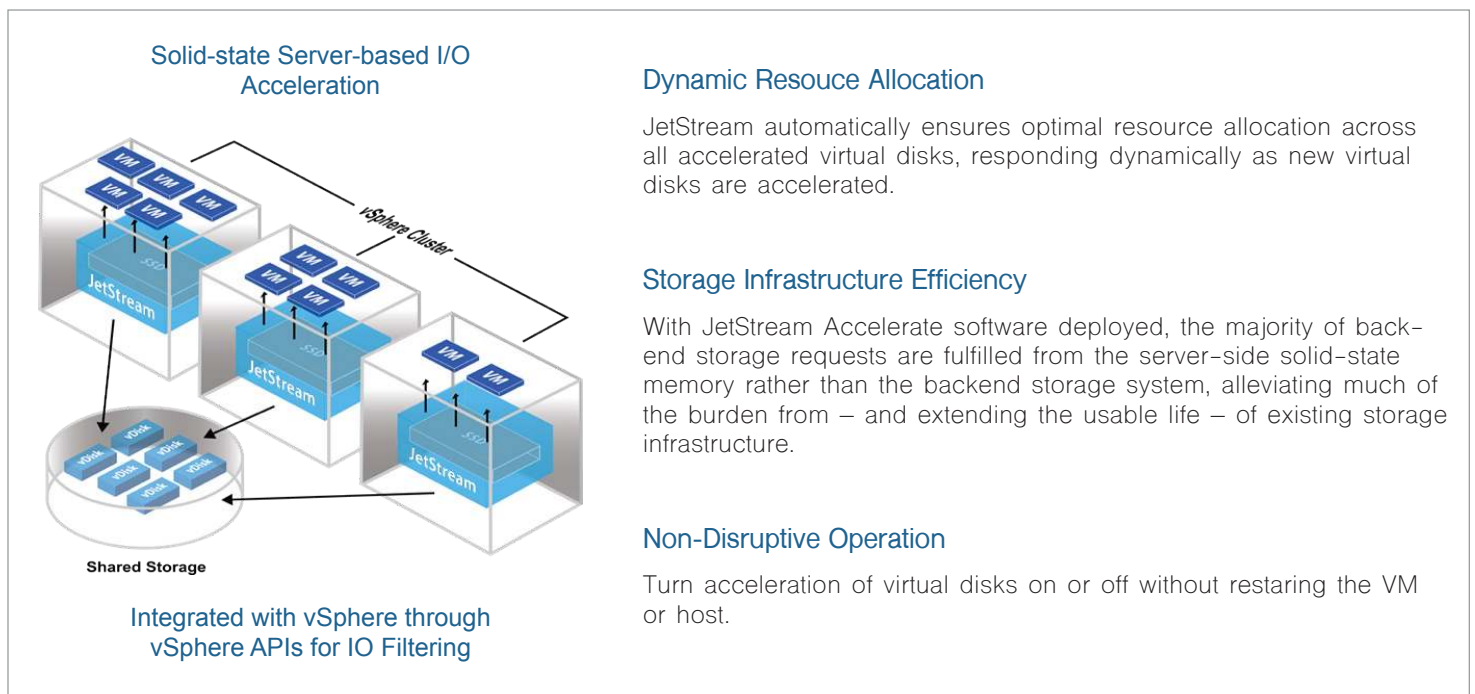 Solid-state Server-based I/O
Acceleration
VM
VM
VM
VM
VM
VM
SSD
JetStream
vSphere Cluster
VM
VM
VM
VM
VM
SSD
JetStream
VM
VM
SSD
JetStream
vDisk
vDisk
vDisk
vDisk
vDisk
vDisk
Shared Storage
Integrated with vSphere through
vSphere APIs for IO Filtering
Dynamic Resouce Allocation
JetStream automatically ensures optimal resource allocation across
all accelerated virtual disks, responding dynamically as new virtual
disks are accelerated.
Storage Infrastructure Efficiency
With JetStream Accelerate software deployed, the majority of back-
end storage requests are fulfilled from the server-side solid-state
memory rather than the backend storage system, alleviating much of
the burden from – and extending the usable life – of existing storage
infrastructure.
Non-Disruptive Operation
Turn acceleration of virtual disks on or off without restaring the VM
or host.